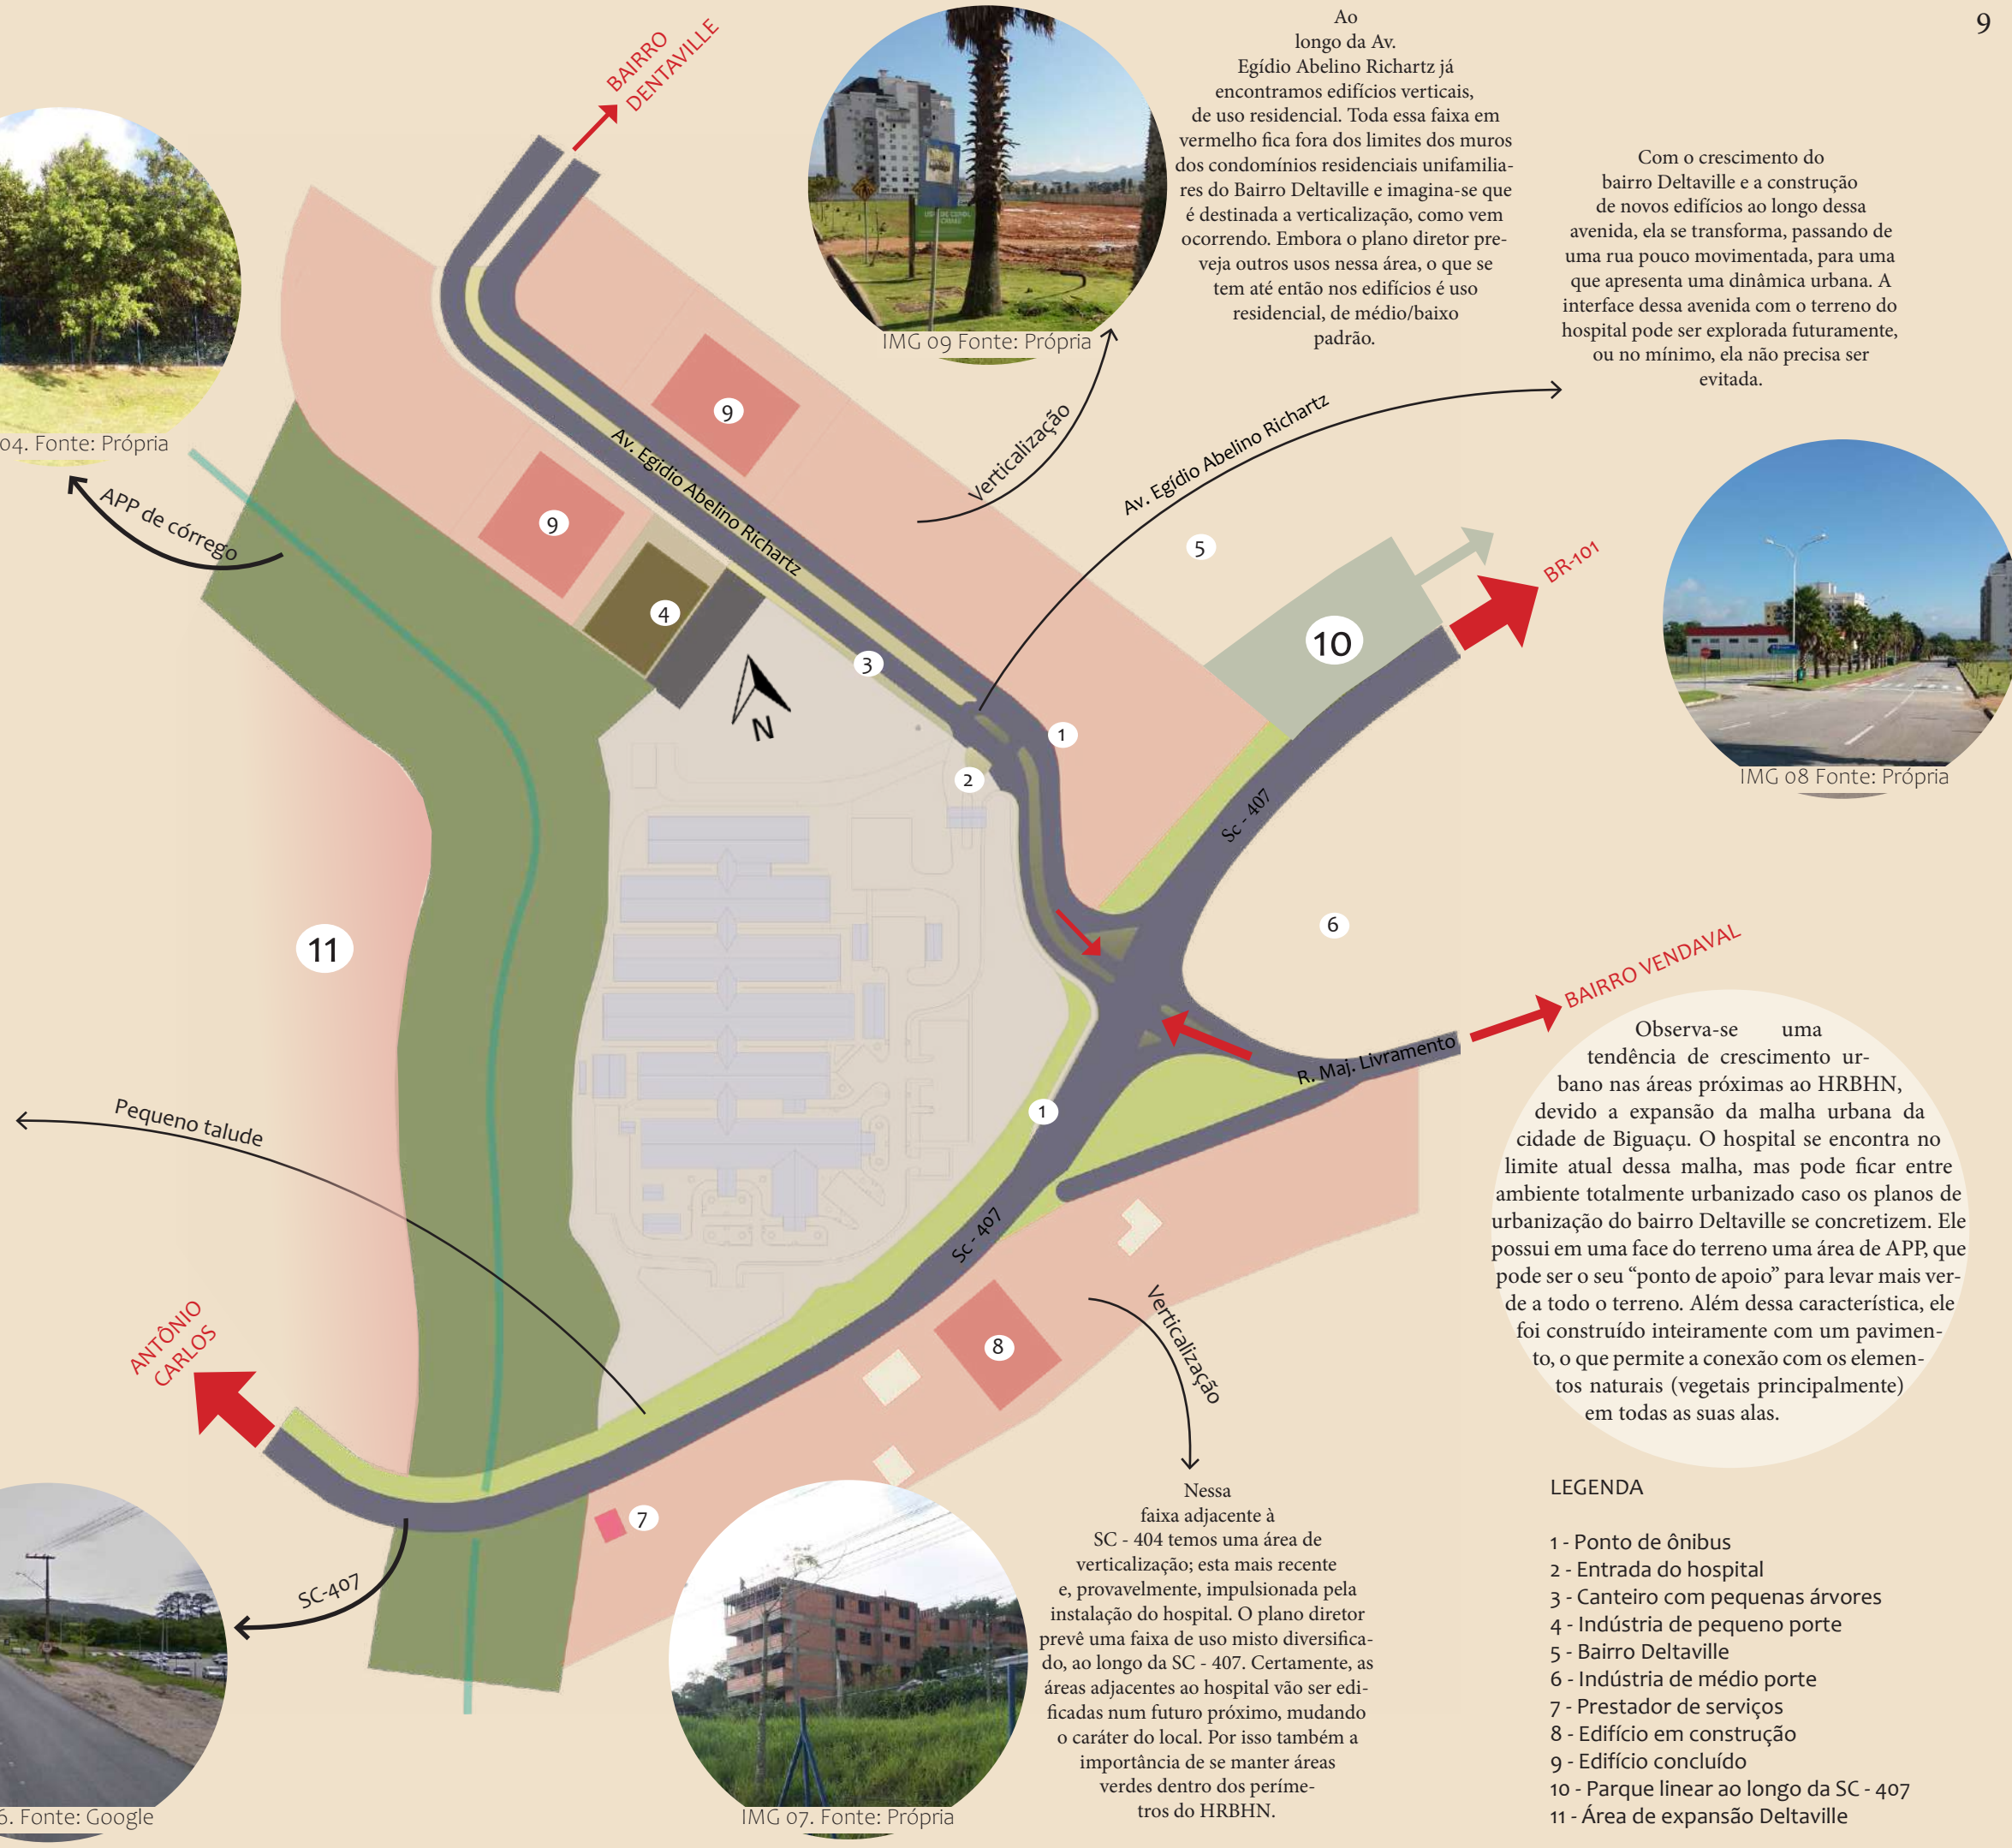 9
Ao
longo da Av.
Egídio Abelino Richartz já
encontramos edifícios verticais,
de uso residencial. Toda essa faixa em
vermelho fica fora dos limites dos muros
dos condomínios residenciais unifamilia-
res do Bairro Deltaville e imagina-se que
é destinada a verticalização, como vem
ocorrendo. Embora o plano diretor pre-
veja outros usos nessa área, o que se
tem até então nos edifícios é uso
residencial, de médio/baixo
padrão.
Com o crescimento do
bairro Deltaville e a construção
de novos edifícios ao longo dessa
avenida, ela se transforma, passando de
uma rua pouco movimentada, para uma
que apresenta uma dinâmica urbana. A
interface dessa avenida com o terreno do
hospital pode ser explorada futuramente,
ou no mínimo, ela não precisa ser
evitada.
BAIRRO
DENTAVILLE
IMG 09 Fonte: Própria
04. Fonte: Própria
APP de córrego
Verticalização
Av. Egídio Abelino Richartz
Av. Egídio Abelino Richartz
9
9
4
3
5
10
BR-101
N
1
2
IMG 08 Fonte: Própria
Sc - 407
11
6
BAIRRO VENDAVAL
R. Maj. Livramento
1
Pequeno talude
Sc - 407
Observa-se uma
tendência de crescimento ur-
bano nas áreas próximas ao HRBHN,
devido a expansão da malha urbana da
cidade de Biguaçu. O hospital se encontra no
limite atual dessa malha, mas pode ficar entre
ambiente totalmente urbanizado caso os planos de
urbanização do bairro Deltaville se concretizem. Ele
possui em uma face do terreno uma área de APP, que
pode ser o seu “ponto de apoio” para levar mais ver-
de a todo o terreno. Além dessa característica, ele
foi construído inteiramente com um pavimen-
to, o que permite a conexão com os elemen-
tos naturais (vegetais principalmente)
em todas as suas alas.
ANTÔNIO
CARLOS
8
Verticalização
7
SC-407
6. Fonte: Google
IMG 07. Fonte: Própria
Nessa
faixa adjacente à
SC - 404 temos uma área de
verticalização; esta mais recente
e, provavelmente, impulsionada pela
instalação do hospital. O plano diretor
prevê uma faixa de uso misto diversifica-
do, ao longo da SC - 407. Certamente, as
áreas adjacentes ao hospital vão ser edi-
ficadas num futuro próximo, mudando
o caráter do local. Por isso também a
importância de se manter áreas
verdes dentro dos períme-
tros do HRBHN.
LEGENDA
1 - Ponto de ônibus
2 - Entrada do hospital
3 - Canteiro com pequenas árvores
4 - Indústria de pequeno porte
5 - Bairro Deltaville
6 - Indústria de médio porte
7 - Prestador de serviços
8 - Edifício em construção
9 - Edifício concluído
10 - Parque linear ao longo da SC - 407
11 - Área de expansão Deltaville